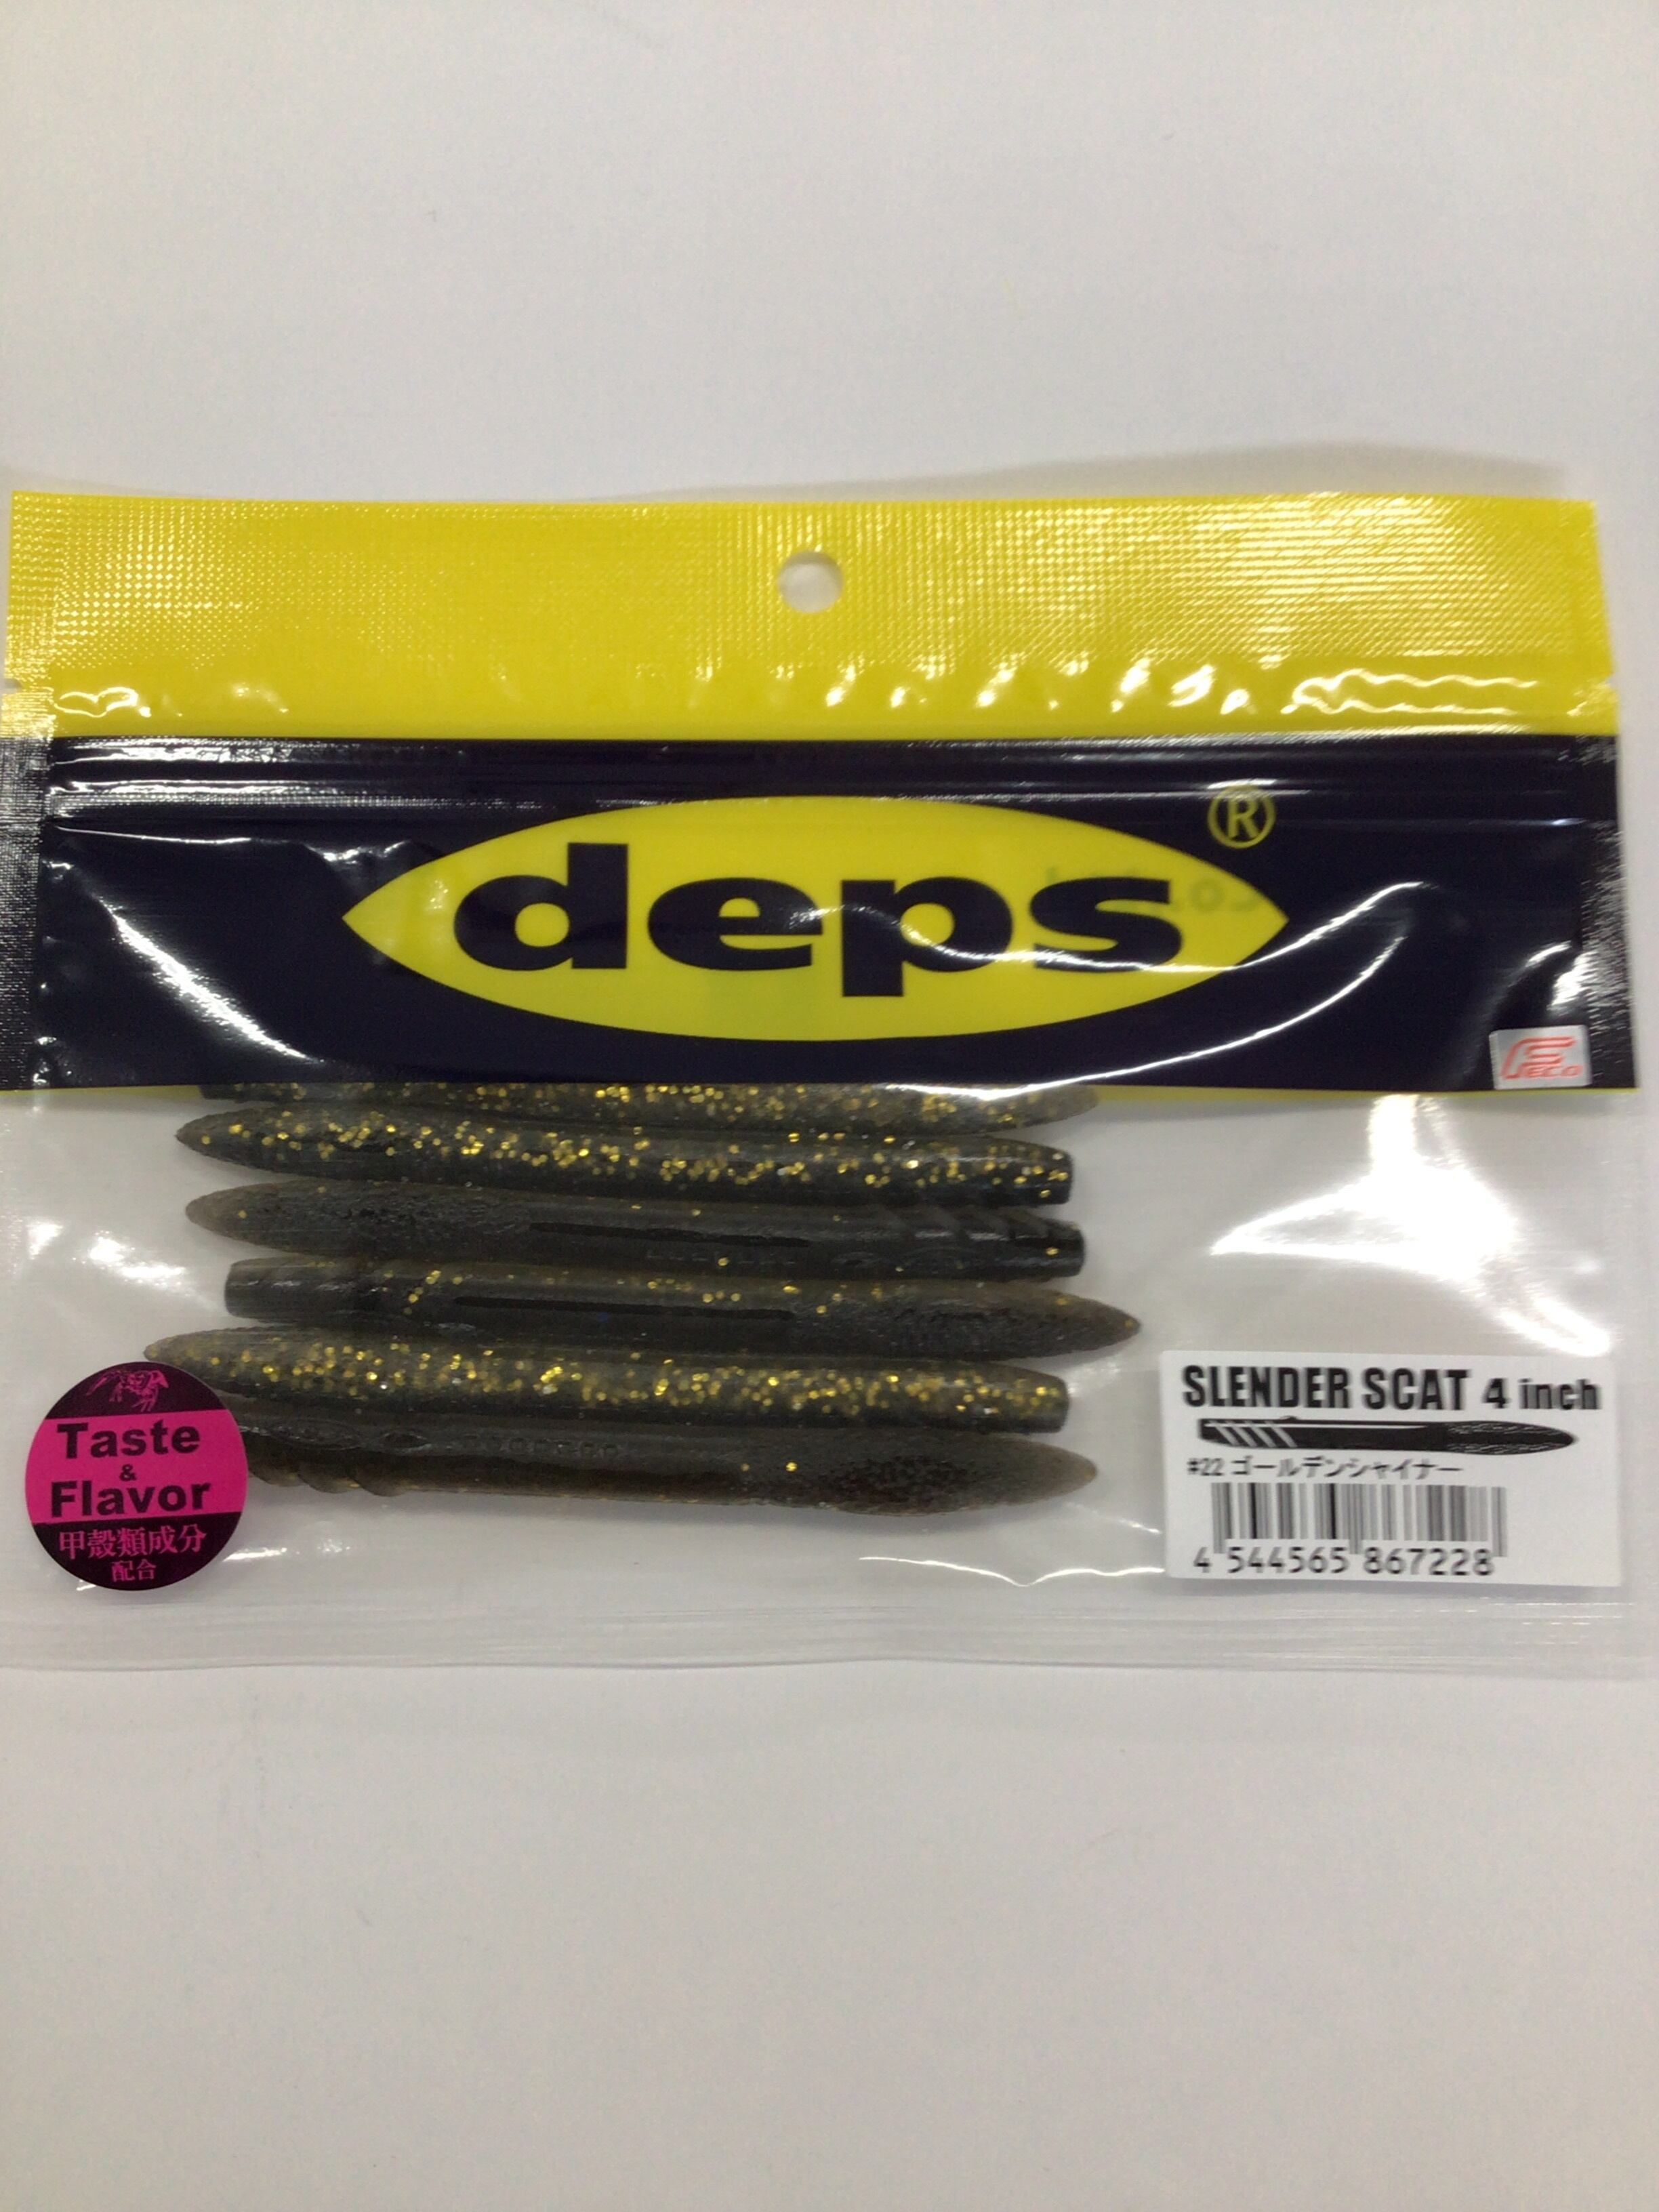 deps®
Feco
SLENDER SCAT 4 inch
#22 ゴールデンシャイナー
4 544565 867228
Taste
&
Flavor
甲殻類成分
配合